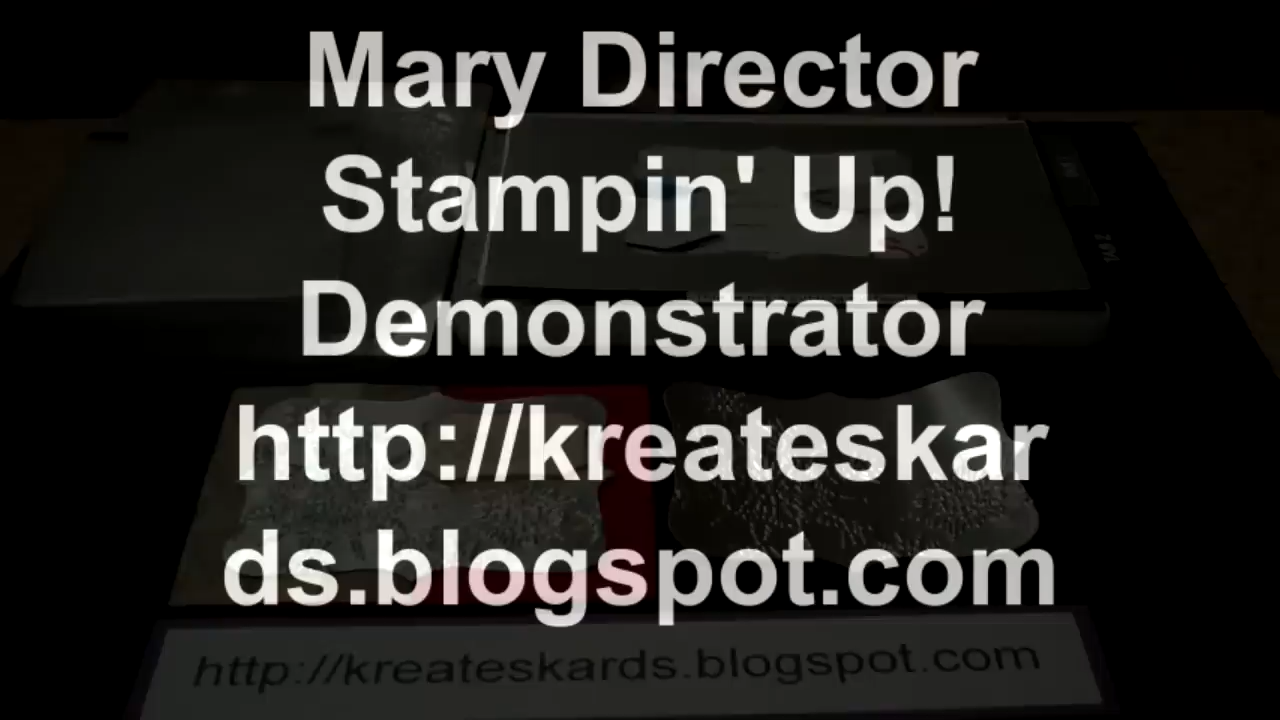 Mary Director
Stampin' Up!
Demonstrator
http://kreateskar
ds.blogspot.com
http://kreateskards.blogspot.com